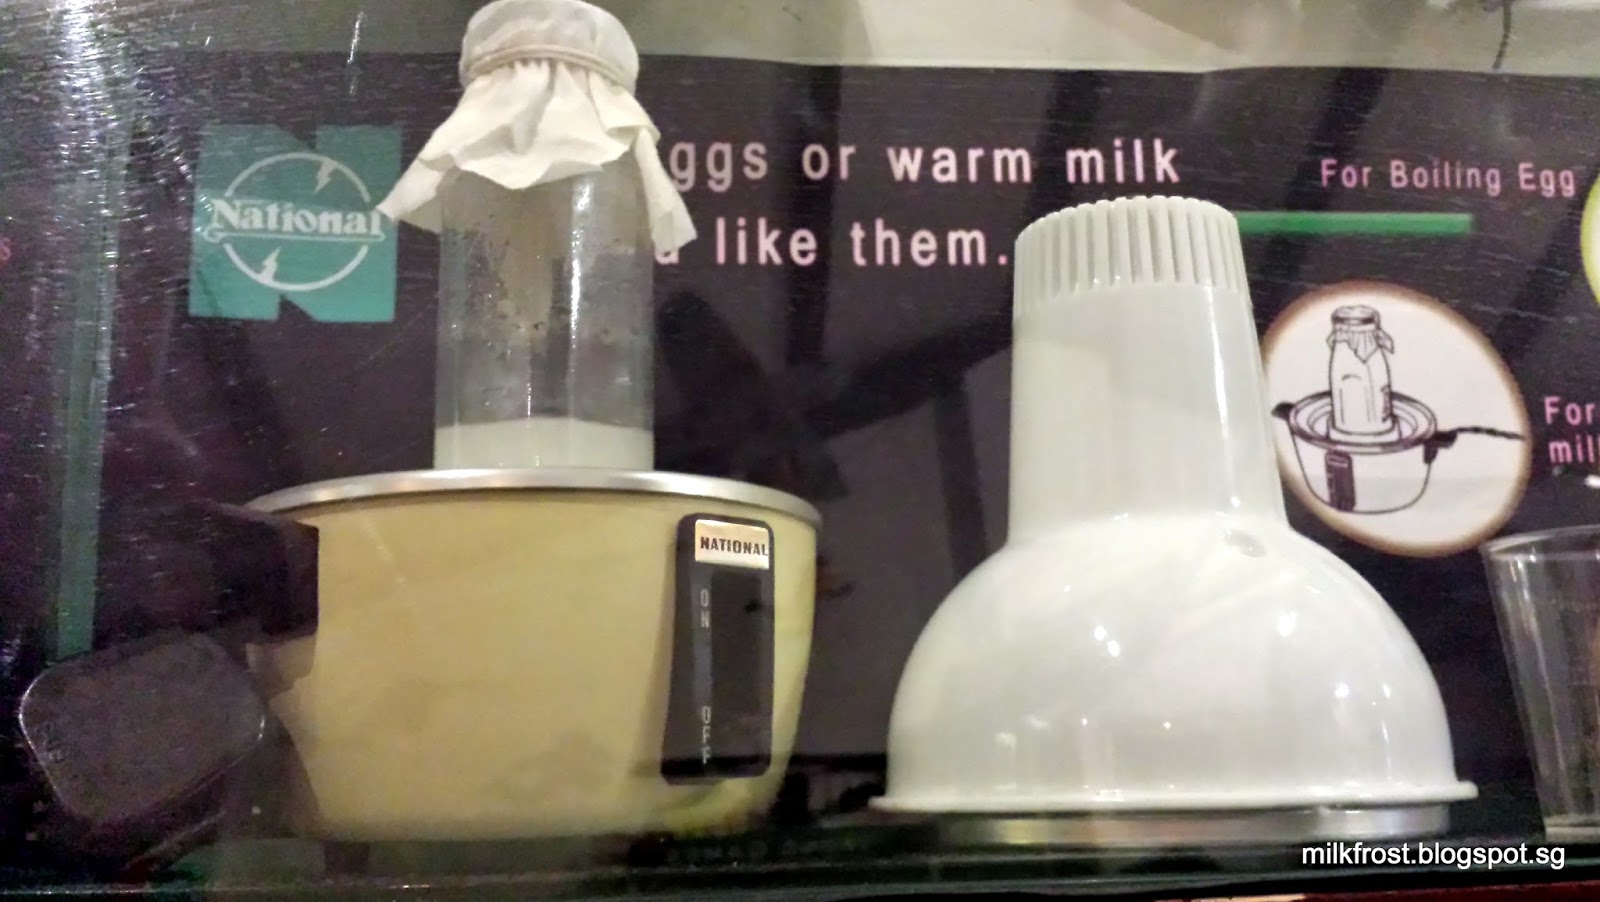 National
ggs or warm milk
like them.
For Boiling Egg
For
mil
NATIONAL
ON
OFF
milkfrost.blogspot.sg